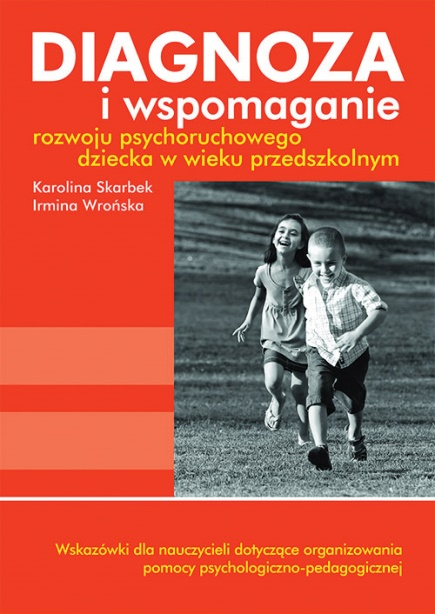 DIAGNOZA
i wspomaganie
rozwoju psychoruchowego
dziecka w wieku przedszkolnym
Karolina Skarbek
Irmina Wrońska
Wskazówki dla nauczycieli dotyczące organizowania
pomocy psychologiczno-pedagogicznej